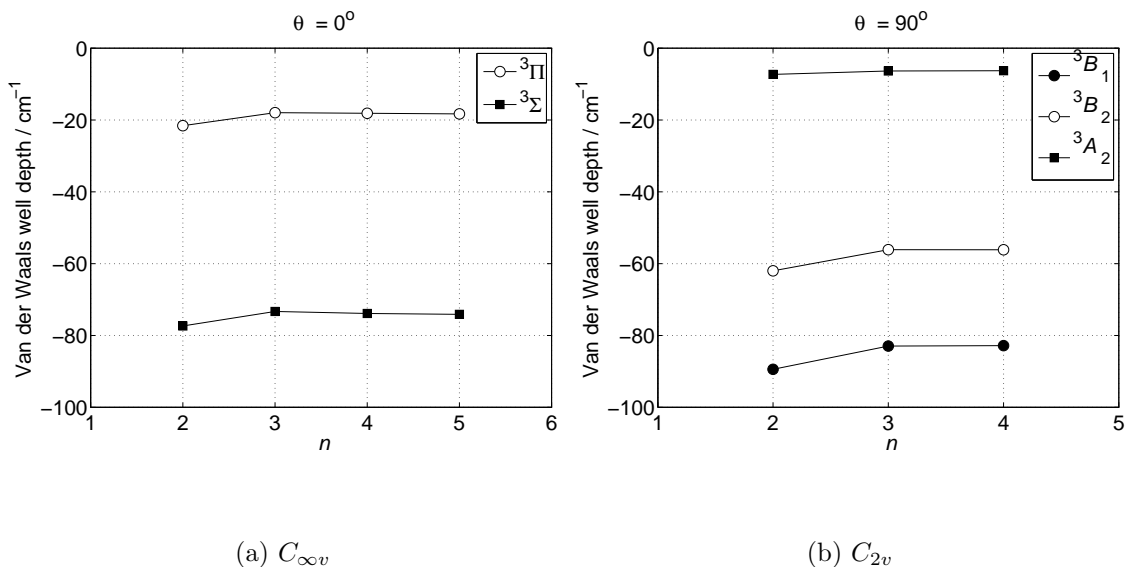 θ = 0°
Van der Waals well depth / cm⁻¹
0
−20
−40
−60
−80
−100
1 2 3 4 5 6
n
³Π
³Σ
θ = 90°
Van der Waals well depth / cm⁻¹
0
−20
−40
−60
−80
−100
1 2 3 4 5
n
³B₁
³B₂
³A₂
(a) C∞v
(b) C2v